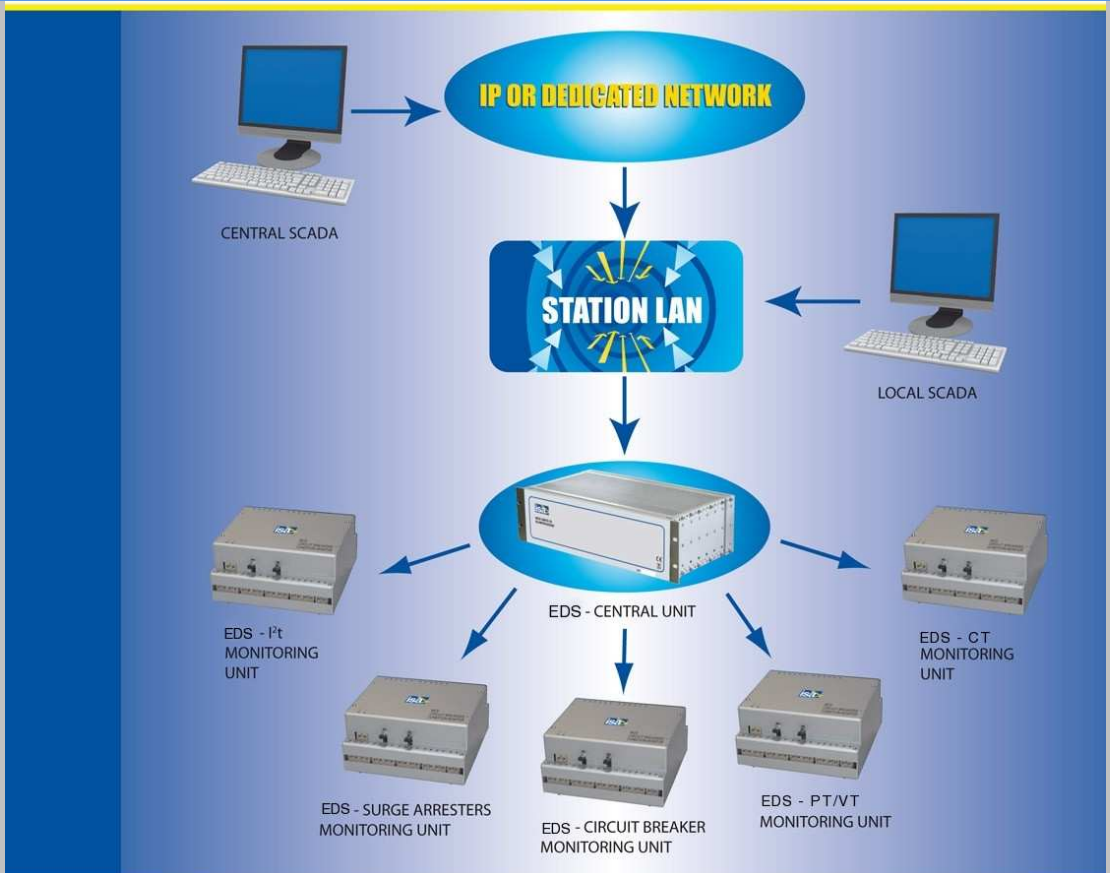 IP OR DEDICATED NETWORK
CENTRAL SCADA
STATION LAN
LOCAL SCADA
EDS - CENTRAL UNIT
EDS - I²t
MONITORING
UNIT
EDS - CT
MONITORING
UNIT
EDS - SURGE ARRESTERS
MONITORING UNIT
EDS - CIRCUIT BREAKER
MONITORING UNIT
EDS - PT/VT
MONITORING UNIT